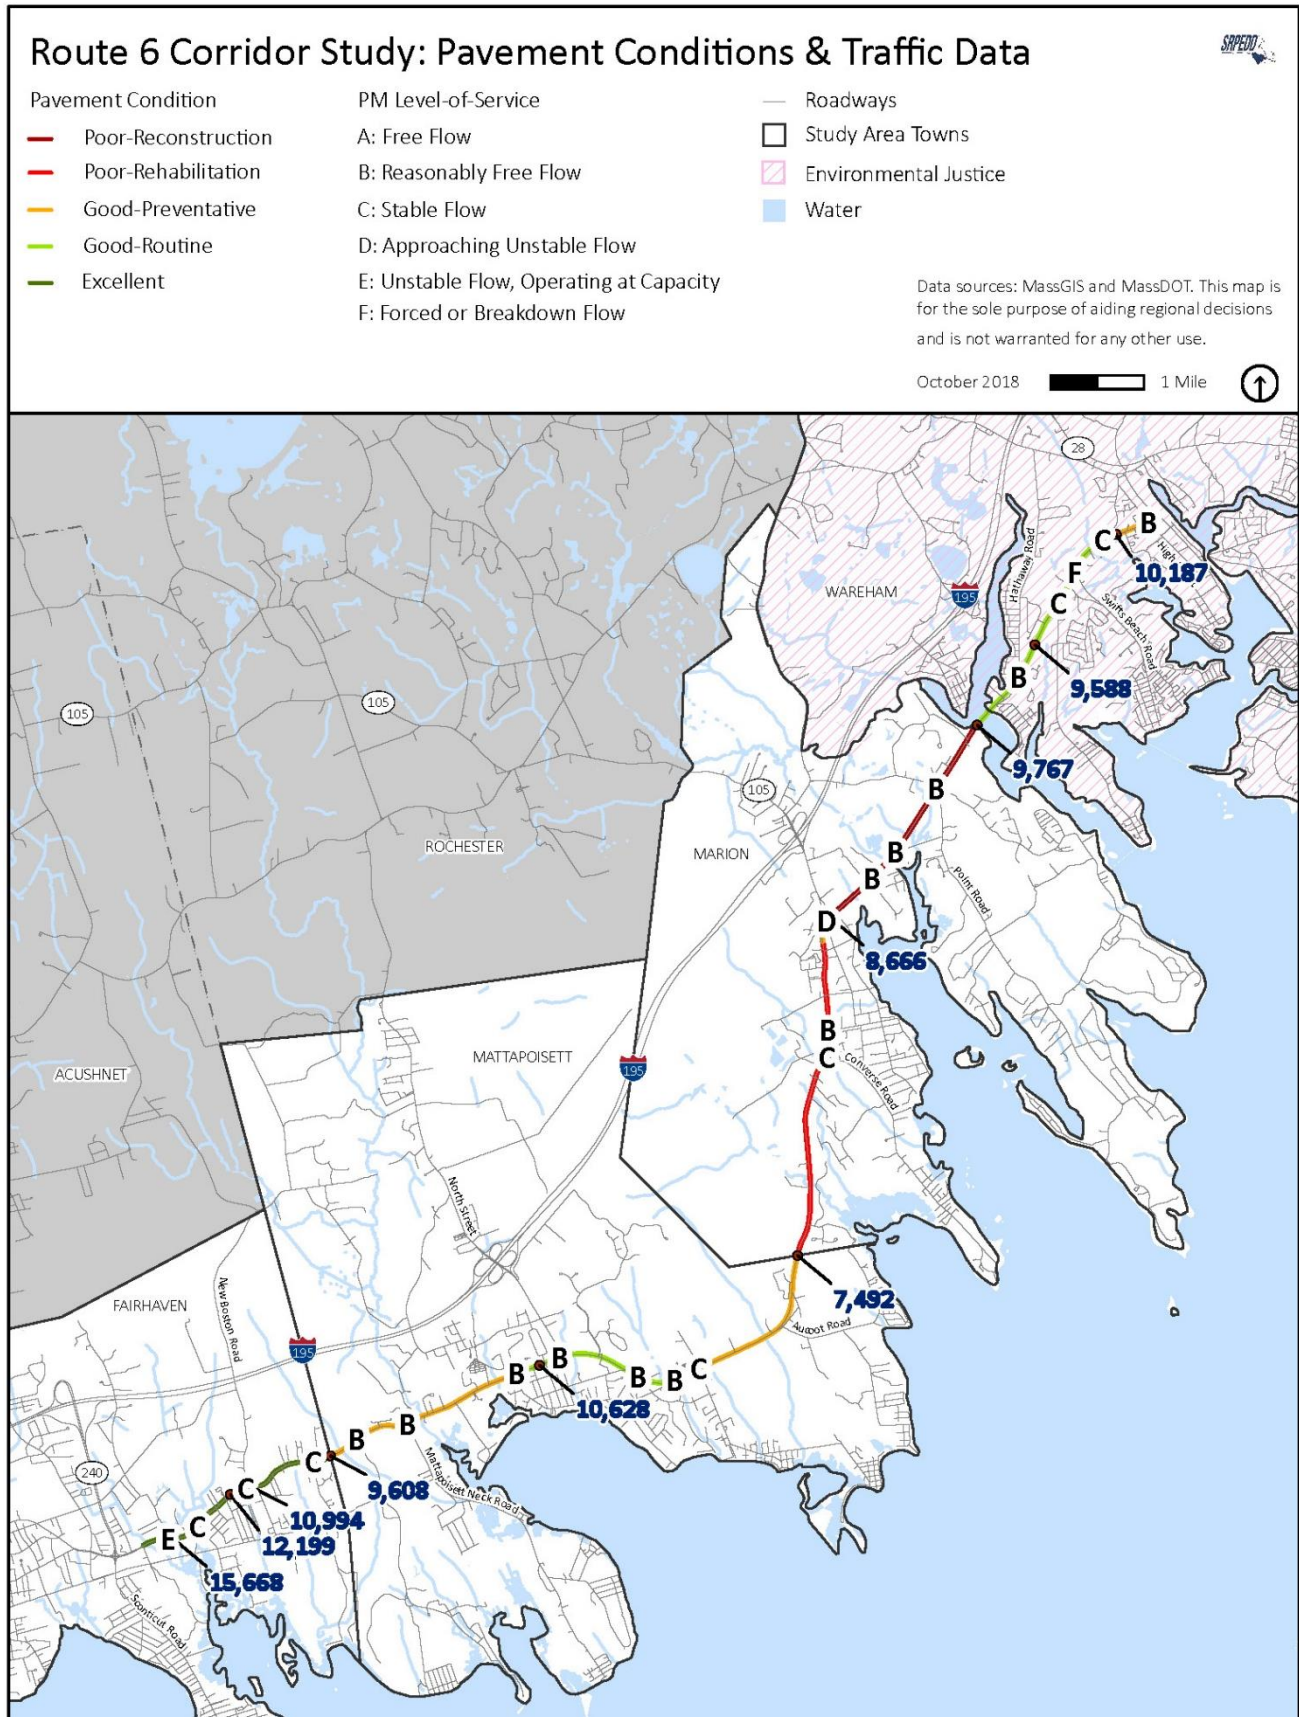 Route 6 Corridor Study: Pavement Conditions & Traffic Data
SRPEDD
Pavement Condition
Poor-Reconstruction
Poor-Rehabilitation
Good-Preventative
Good-Routine
Excellent
PM Level-of-Service
A: Free Flow
B: Reasonably Free Flow
C: Stable Flow
D: Approaching Unstable Flow
E: Unstable Flow, Operating at Capacity
F: Forced or Breakdown Flow
Roadways
Study Area Towns
Environmental Justice
Water
Data sources: MassGIS and MassDOT. This map is
for the sole purpose of aiding regional decisions
and is not warranted for any other use.
October 2018
1 Mile
28
B
C
10,187
Hathaway Road
F
WAREHAM
195
C
Swifts Beach Road
B
9,588
105
105
9,767
B
105
ROCHESTER
MARION
B
B
Point Road
D
8,666
B
MATTAPOISETT
C
195
Converse Road
ACUSHNET
North Street
7,492
FAIRHAVEN
New Boston Road
Aucoot Road
195
B
B
B
B
C
10,628
B
B
C
9,608
Mattapoisett Neck Road
240
C
10,994
12,199
E
C
15,668
Sconticut Road